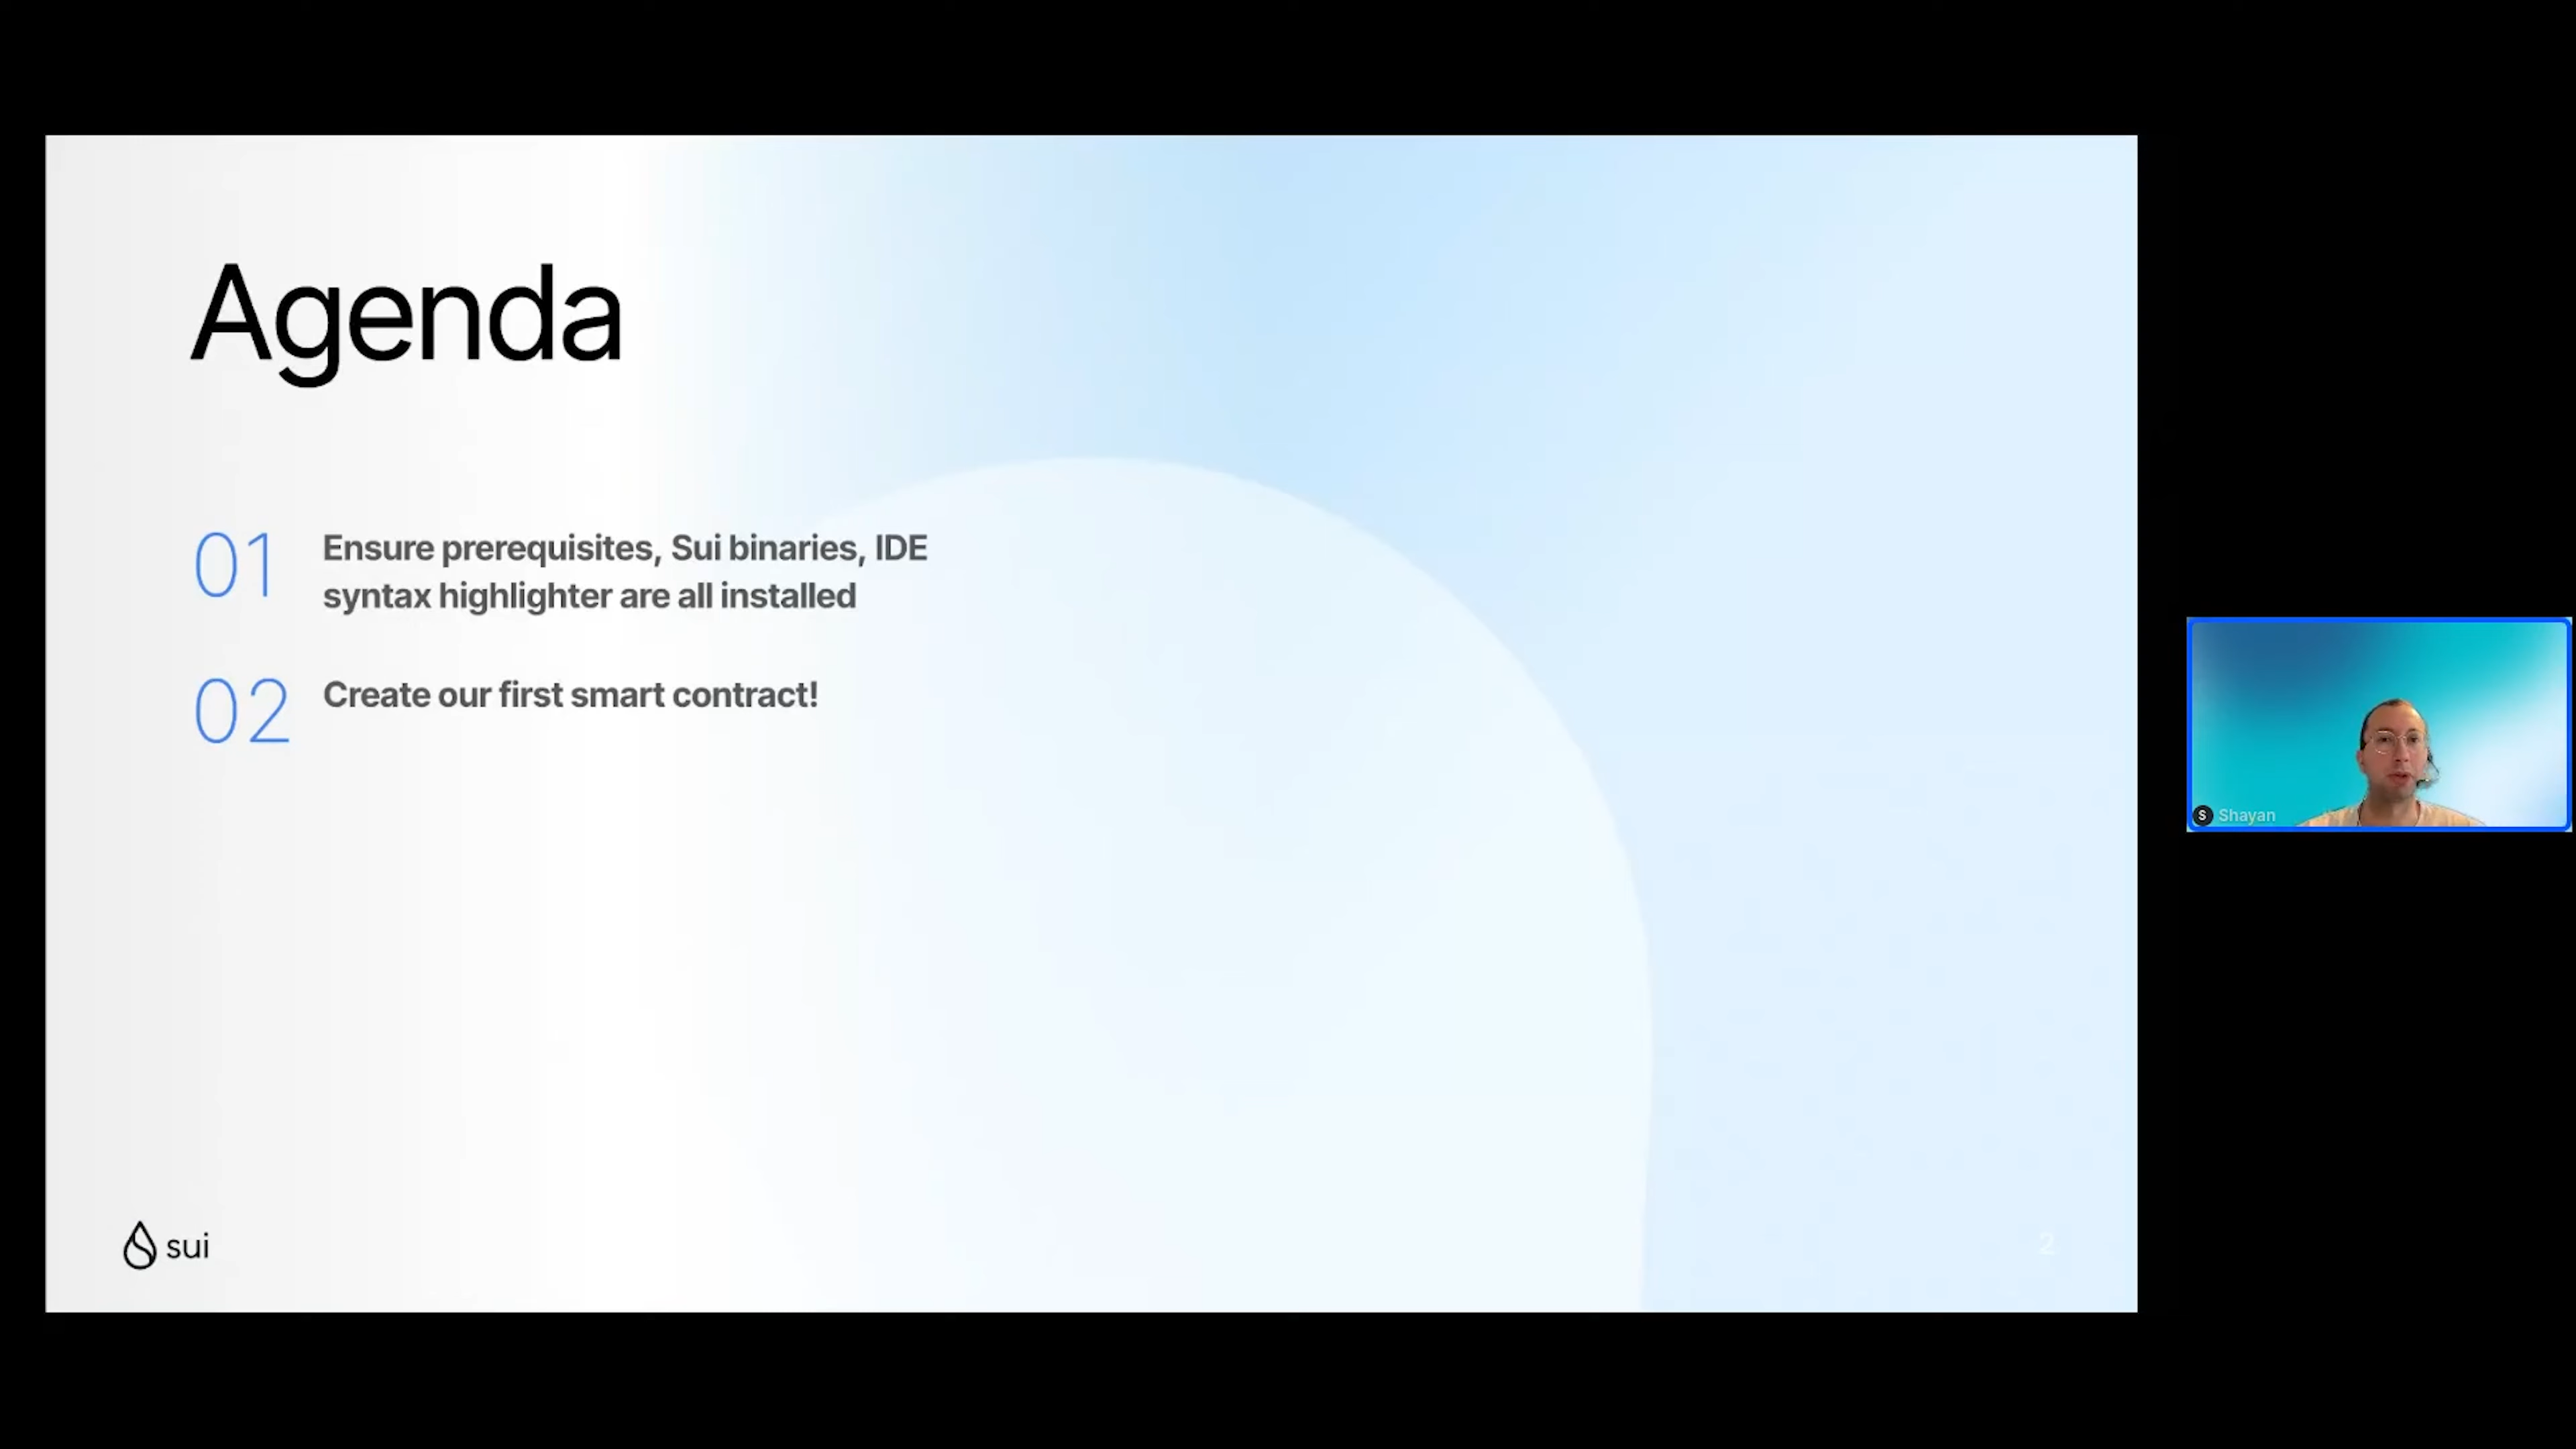 Agenda
01
Ensure prerequisites, Sui binaries, IDE
syntax highlighter are all installed
02
Create our first smart contract!
sui
2
S Shayan